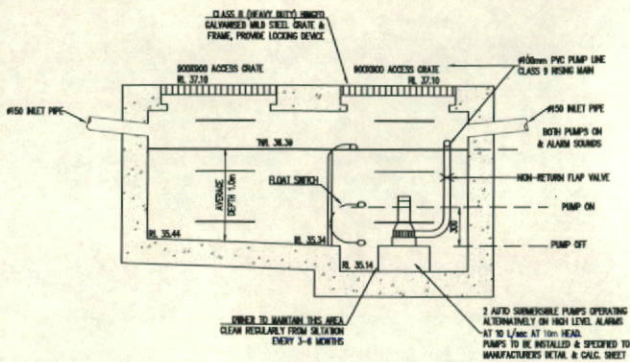 CLASS B (HEAVY DUTY) HINGED
GALVANISED MILD STEEL GRATE &
FRAME, PROVIDE LOCKING DEVICE
900X900 ACCESS GRATE
RL 37.10
900X900 ACCESS GRATE
RL 37.10
ø100mm PVC PUMP LINE
CLASS 9 RISING MAIN
ø150 INLET PIPE
ø150 INLET PIPE
BOTH PUMPS ON
& ALARM SOUNDS
TWL 36.39
NON-RETURN FLAP VALVE
FLOAT SWITCH
AVERAGE
DEPTH 1.0m
PUMP ON
300
PUMP OFF
RL 35.44
RL 35.34
RL 35.14
OWNER TO MAINTAIN THIS AREA
CLEAN REGULARLY FROM SILTATION
EVERY 3-6 MONTHS
2 AUTO SUBMERSIBLE PUMPS OPERATING
ALTERNATIVELY ON HIGH LEVEL ALARMS
AT 10 L/sec AT 10m HEAD.
PUMPS TO BE INSTALLED & SPECIFIED TO
MANUFACTURERS DETAIL & CALC. SHEET